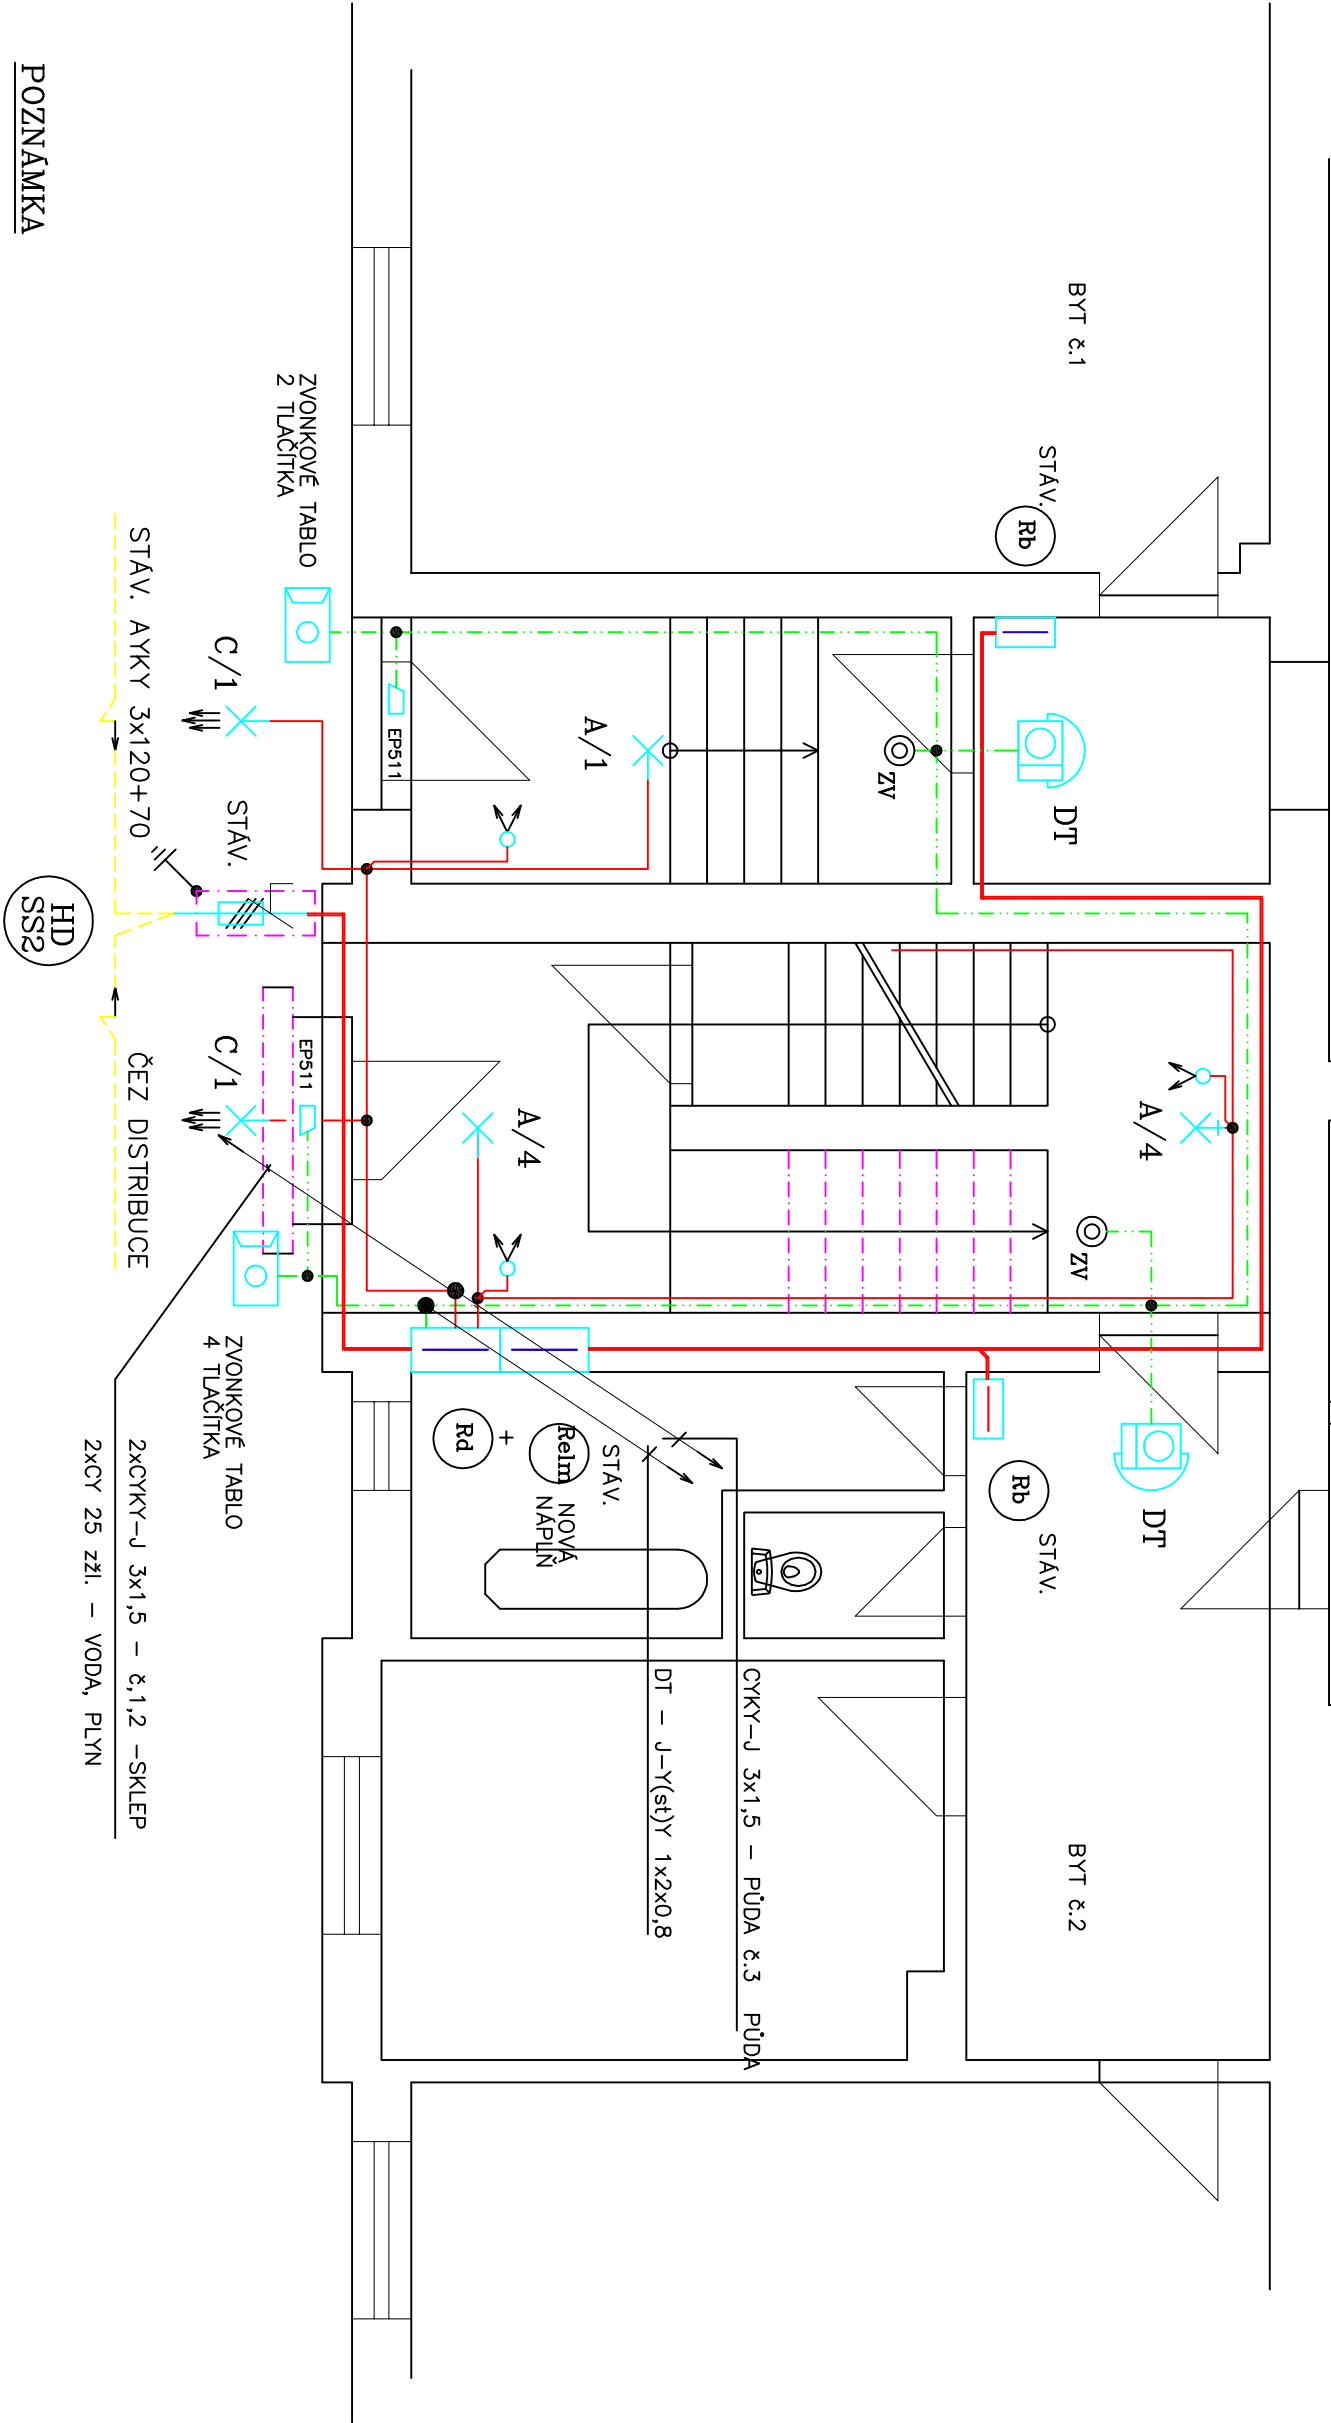 BYT č.1
STÁV.
Rb
DT
ZV
A/1
EP511
ZVONKOVÉ TABLO
2 TLAČÍTKA
C/1
STÁV. AYKY 3x120+70
STÁV.
HD
SS2
POZNÁMKA
A/4
ZV
A/4
EP511
C/1
ČEZ DISTRIBUCE
DT
STÁV.
Rb
STÁV.
Relm
NOVÁ
NÁPLŇ
+
Rd
ZVONKOVÉ TABLO
4 TLAČÍTKA
2xCYKY-J 3x1,5 - č,1,2 -SKLEP
2xCY 25 zžl. - VODA, PLYN
BYT č.2
CYKY-J 3x1,5 - PŮDA č.3 PŮDA
DT - J-Y(st)Y 1x2x0,8